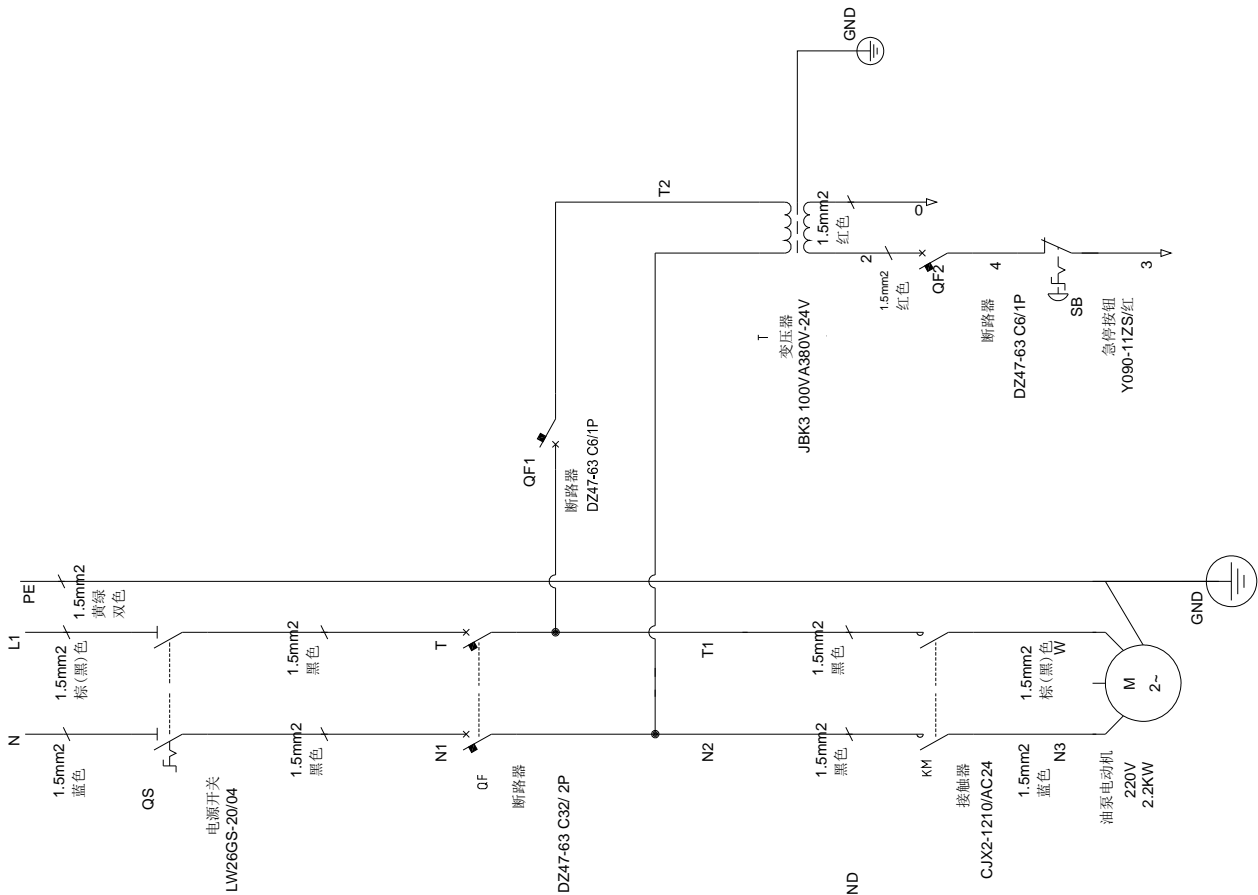 PE
1.5mm2
黄绿
双色
L1
1.5mm2
棕(黑)色
N
1.5mm2
蓝色
QS
电源开关
LW26GS-20/04
1.5mm2
黑色
1.5mm2
黑色
T
N1
QF
断路器
DZ47-63 C32/ 2P
QF1
断路器
DZ47-63 C6/1P
T2
T1
N2
T
变压器
JBK3 100VA380V-24V
GND
1.5mm2
红色
0
2
1.5mm2
红色
QF2
断路器
DZ47-63 C6/1P
4
SB
急停按钮
Y090-11ZS/红
3
1.5mm2
黑色
1.5mm2
黑色
KM
接触器
CJX2-1210/AC24
1.5mm2
棕(黑)色
W
1.5mm2
蓝色
N3
M
2~
油泵电动机
220V
2.2KW
GND
ND